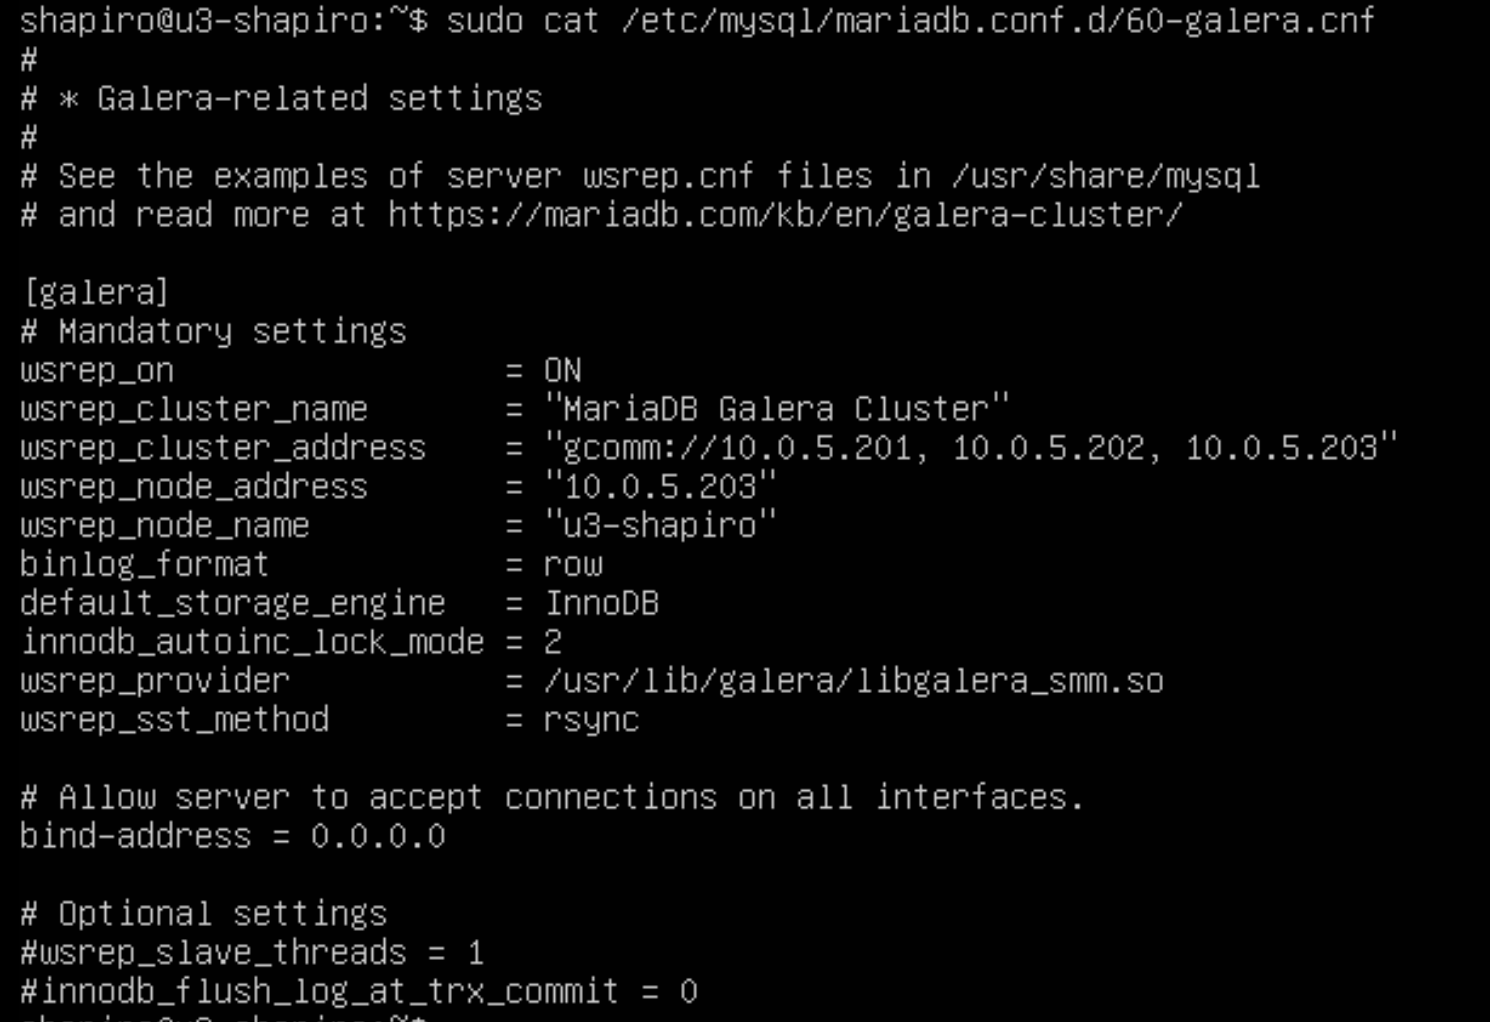 shapiro@u3-shapiro:~$ sudo cat /etc/mysql/mariadb.conf.d/60-galera.cnf
#
# * Galera-related settings
#
# See the examples of server wsrep.cnf files in /usr/share/mysql
# and read more at https://mariadb.com/kb/en/galera-cluster/

[galera]
# Mandatory settings
wsrep_on                 = ON
wsrep_cluster_name       = "MariaDB Galera Cluster"
wsrep_cluster_address    = "gcomm://10.0.5.201, 10.0.5.202, 10.0.5.203"
wsrep_node_address       = "10.0.5.203"
wsrep_node_name          = "u3-shapiro"
binlog_format            = row
default_storage_engine   = InnoDB
innodb_autoinc_lock_mode = 2
wsrep_provider           = /usr/lib/galera/libgalera_smm.so
wsrep_sst_method         = rsync

# Allow server to accept connections on all interfaces.
bind-address = 0.0.0.0

# Optional settings
#wsrep_slave_threads = 1
#innodb_flush_log_at_trx_commit = 0